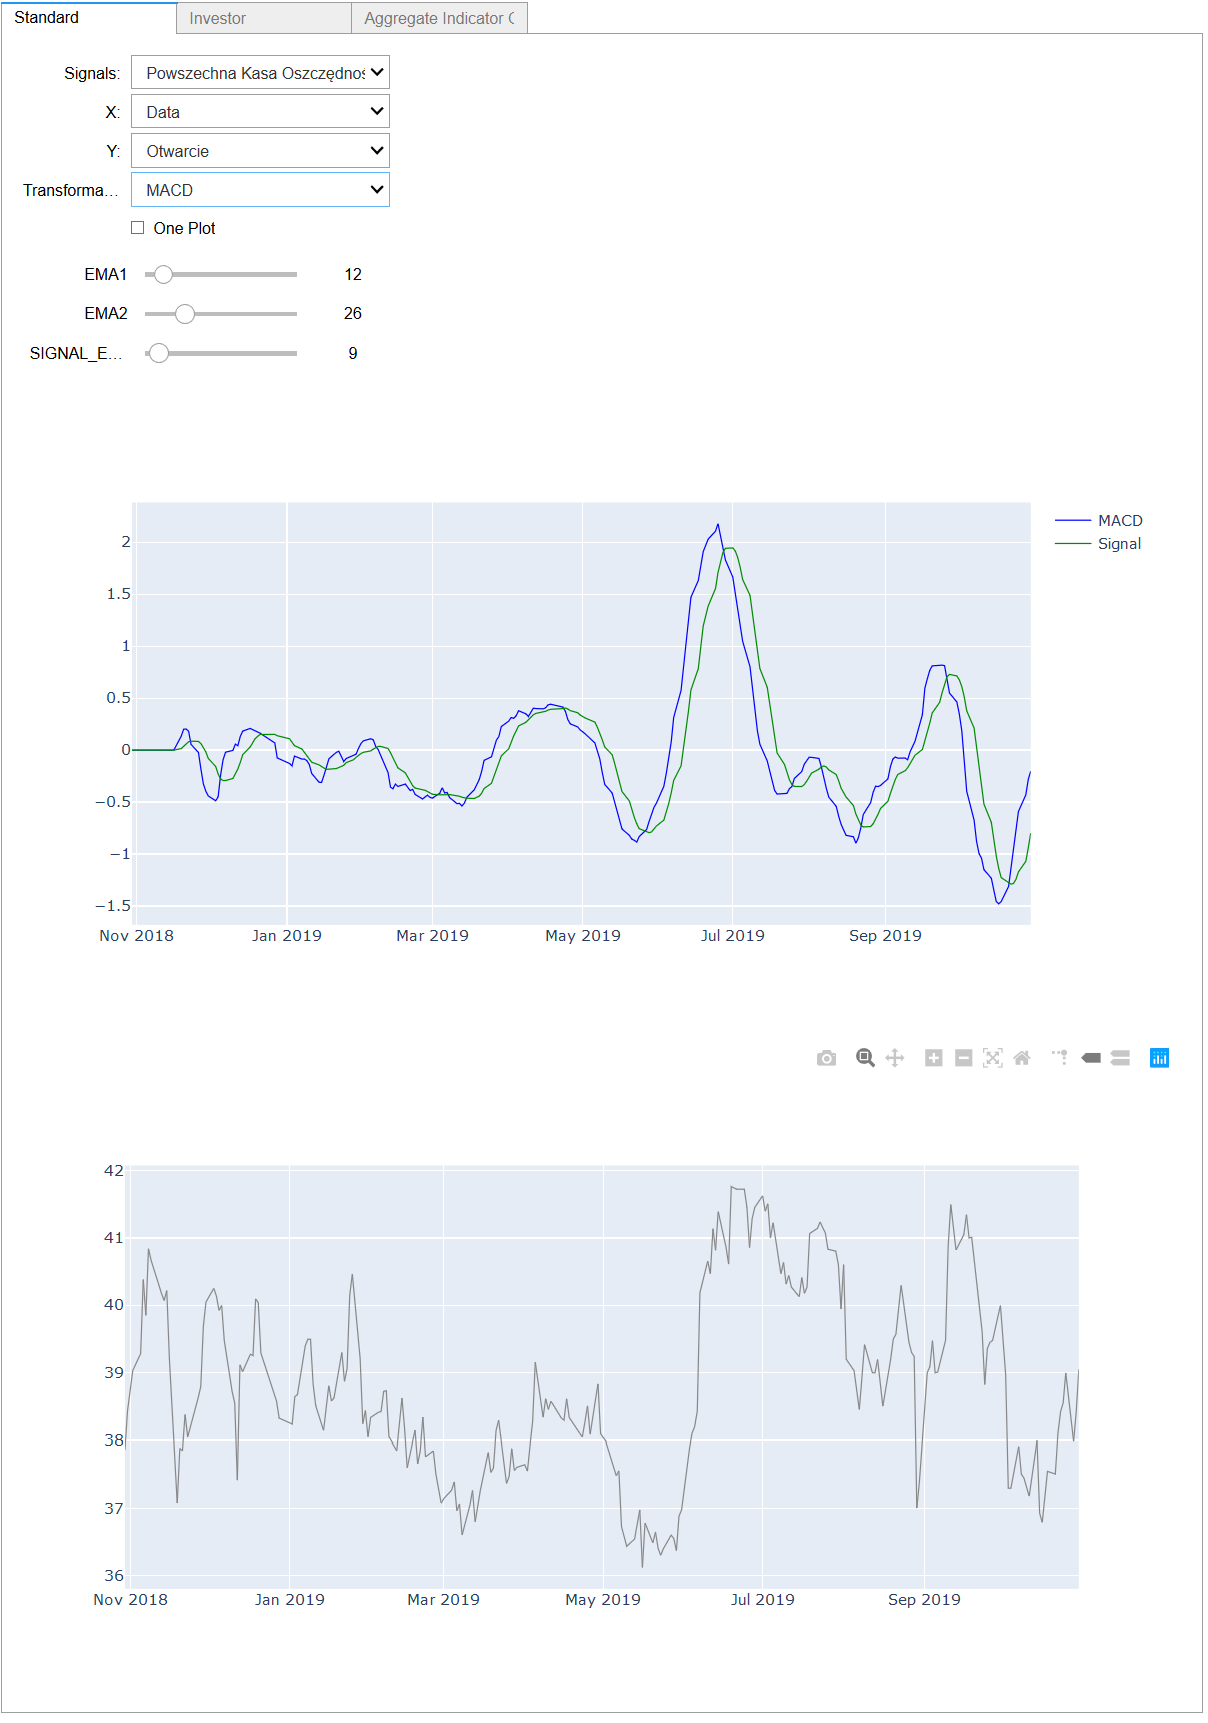 Standard Investor Aggregate Indicator
Signals: Powszechna Kasa Oszczędnoś
X: Data
Y: Otwarcie
Transforma... MACD
One Plot
EMA1 12
EMA2 26
SIGNAL_E... 9
MACD
Signal
2
1.5
1
0.5
0
−0.5
−1
−1.5
Nov 2018 Jan 2019 Mar 2019 May 2019 Jul 2019 Sep 2019
42
41
40
39
38
37
36
Nov 2018 Jan 2019 Mar 2019 May 2019 Jul 2019 Sep 2019